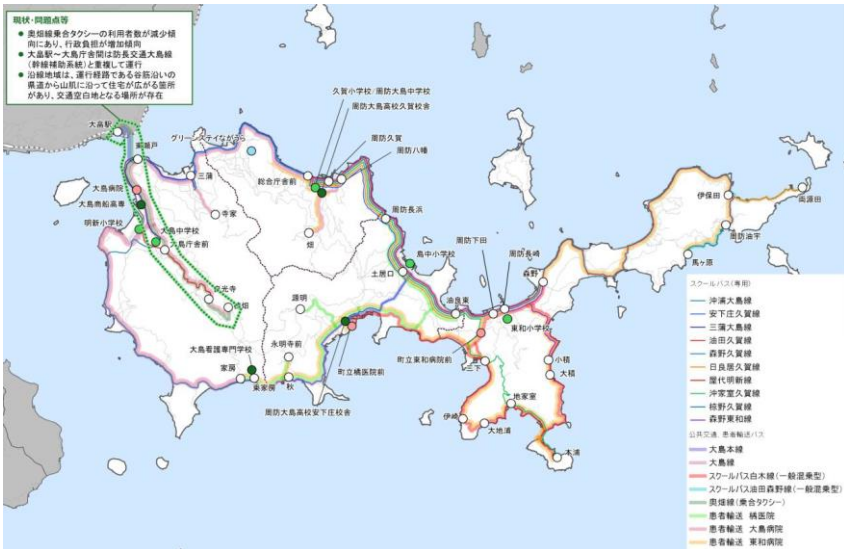 現状・問題点等
● 奥畑線乗合タクシーの利用者数が減少傾
向にあり、行政負担が増加傾向
● 大畠駅～大島庁舎間は防長交通大島線
(幹線補助系統)と重複して運行
● 沿線地域は、運行経路である谷筋沿いの
県道から山肌に沿って住宅が広がる箇所
があり、交通空白地となる場所が存在
久賀小学校/周防大島中学校
周防大島高校久賀校舎
大畠駅
グリーンステイながうら
周防久賀
東瀬戸
総合庁舎前
周防八幡
三蒲
大島病院
大島商船高専
寺家
周防長浜
伊保田
両源田
明新小学校
大島中学校
大島庁舎前
畑
周防下田
周防長崎
周防油宇
島中小学校
馬ヶ原
土居口
森野
源明
油良東
東和小学校
大島看護専門学校
永明寺前
小積
家房
町立橘医院前
町立東和病院前
三下
大積
東家房
秋
地家室
周防大島高校安下庄校舎
伊崎
大地浦
木浦
スクールバス(専用)
沖浦大島線
安下庄久賀線
三蒲大島線
油田久賀線
森野久賀線
日良居久賀線
屋代明新線
沖家室久賀線
椋野久賀線
森野東和線
公共交通、患者輸送バス
大島本線
大島線
スクールバス白木線(一般混乗型)
スクールバス油田森野線(一般混乗型)
奥畑線(乗合タクシー)
患者輸送 橘医院
患者輸送 大島病院
患者輸送 東和病院